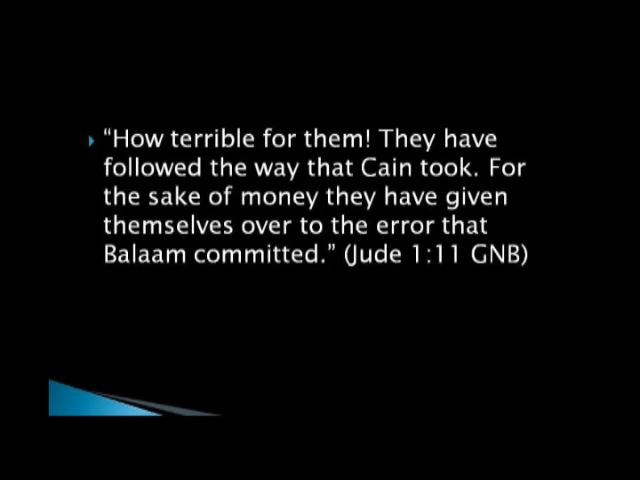 “How terrible for them! They have
followed the way that Cain took. For
the sake of money they have given
themselves over to the error that
Balaam committed.” (Jude 1:11 GNB)